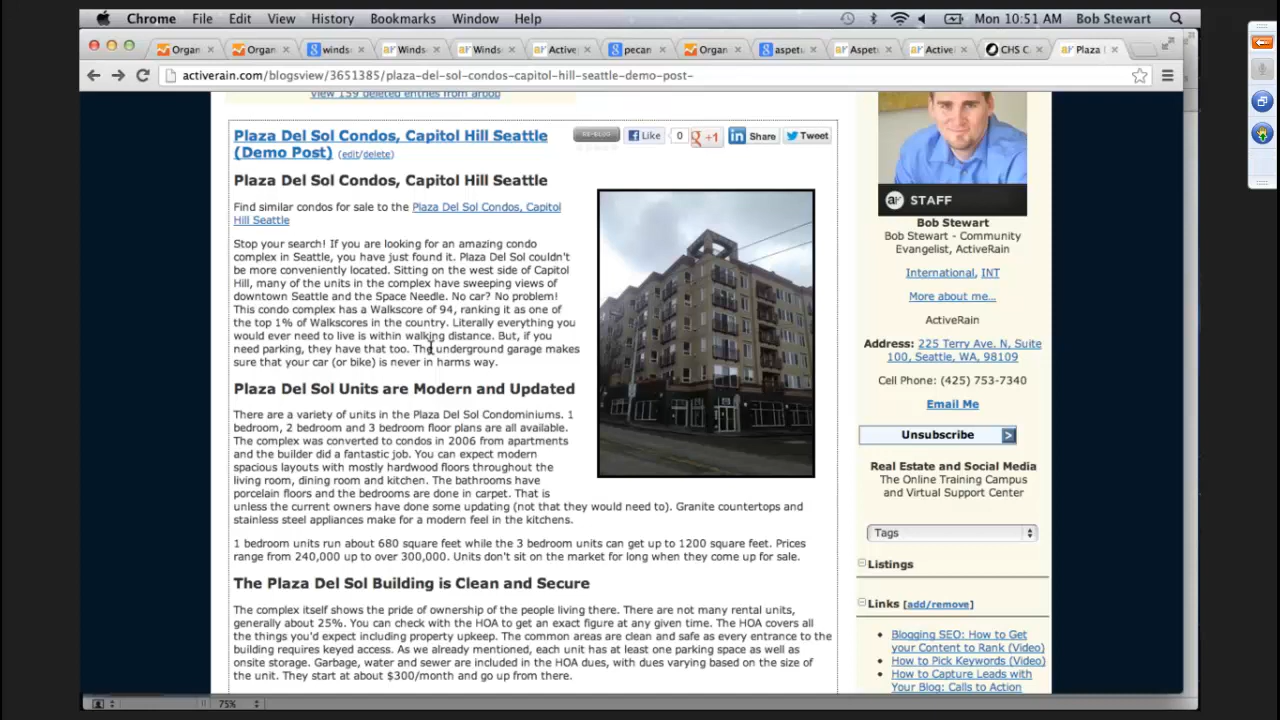 Chrome File Edit View History Bookmarks Window Help Mon 10:51 AM Bob Stewart
Organ Organ winds Winds Winds Active pecan Organ aspetu Aspet Activel CHS C Plaza
activerain.com/blogsview/3651385/plaza-del-sol-condos-capitol-hill-seattle-demo-post-
view 159 deleted entries from arbob
Plaza Del Sol Condos, Capitol Hill Seattle
(Demo Post) (edit/delete)
RE-BLOG Like 0 +1 Share Tweet
Plaza Del Sol Condos, Capitol Hill Seattle
Find similar condos for sale to the Plaza Del Sol Condos, Capitol
Hill Seattle
Stop your search! If you are looking for an amazing condo
complex in Seattle, you have just found it. Plaza Del Sol couldn't
be more conveniently located. Sitting on the west side of Capitol
Hill, many of the units in the complex have sweeping views of
downtown Seattle and the Space Needle. No car? No problem!
This condo complex has a Walkscore of 94, ranking it as one of
the top 1% of Walkscores in the country. Literally everything you
would ever need to live is within walking distance. But, if you
need parking, they have that too. The underground garage makes
sure that your car (or bike) is never in harms way.
Plaza Del Sol Units are Modern and Updated
There are a variety of units in the Plaza Del Sol Condominiums. 1
bedroom, 2 bedroom and 3 bedroom floor plans are all available.
The complex was converted to condos in 2006 from apartments
and the builder did a fantastic job. You can expect modern
spacious layouts with mostly hardwood floors throughout the
living room, dining room and kitchen. The bathrooms have
porcelain floors and the bedrooms are done in carpet. That is
unless the current owners have done some updating (not that they would need to). Granite countertops and
stainless steel appliances make for a modern feel in the kitchens.
1 bedroom units run about 680 square feet while the 3 bedroom units can get up to 1200 square feet. Prices
range from 240,000 up to over 300,000. Units don't sit on the market for long when they come up for sale.
The Plaza Del Sol Building is Clean and Secure
The complex itself shows the pride of ownership of the people living there. There are not many rental units,
generally about 25%. You can check with the HOA to get an exact figure at any given time. The HOA covers all
the things you'd expect including property upkeep. The common areas are clean and safe as every entrance to the
building requires keyed access. As we already mentioned, each unit has at least one parking space as well as
onsite storage. Garbage, water and sewer are included in the HOA dues, with dues varying based on the size of
the unit. They start at about $300/month and go up from there.
ar STAFF
Bob Stewart
Bob Stewart - Community
Evangelist, ActiveRain
International, INT
More about me...
ActiveRain
Address: 225 Terry Ave. N, Suite
100, Seattle, WA, 98109
Cell Phone: (425) 753-7340
Email Me
Unsubscribe >
Real Estate and Social Media
The Online Training Campus
and Virtual Support Center
Tags
Listings
Links [add/remove]
Blogging SEO: How to Get
your Content to Rank (Video)
How to Pick Keywords (Video)
How to Capture Leads with
Your Blog: Calls to Action
75%